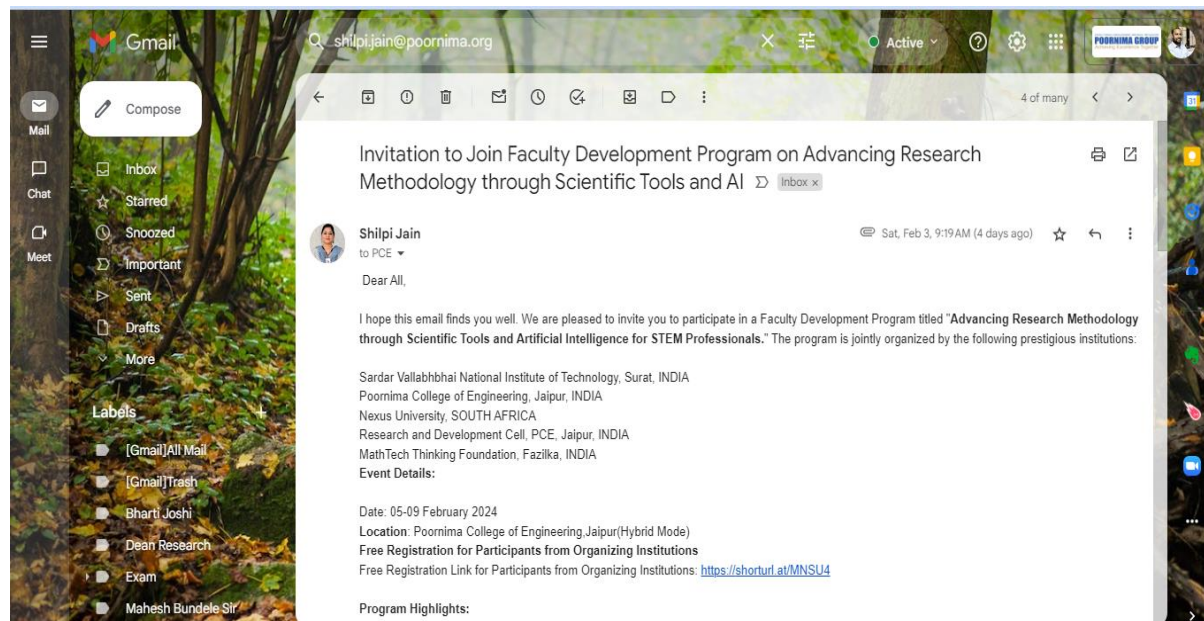 Gmail
shilpi.jain@poornima.org
Active
POORNIMA GROUP
Compose
4 of many
Mail
Chat
Meet
Inbox
Starred
Snoozed
Important
Sent
Drafts
More
Labels
[Gmail]All Mail
[Gmail]Trash
Bharti Joshi
Dean Research
Exam
Mahesh Bundele Sir
Invitation to Join Faculty Development Program on Advancing Research
Methodology through Scientific Tools and AI Inbox x
Shilpi Jain
Sat, Feb 3, 9:19 AM (4 days ago)
to PCE
Dear All,
I hope this email finds you well. We are pleased to invite you to participate in a Faculty Development Program titled "Advancing Research Methodology
through Scientific Tools and Artificial Intelligence for STEM Professionals." The program is jointly organized by the following prestigious institutions:
Sardar Vallabhbhai National Institute of Technology, Surat, INDIA
Poornima College of Engineering, Jaipur, INDIA
Nexus University, SOUTH AFRICA
Research and Development Cell, PCE, Jaipur, INDIA
MathTech Thinking Foundation, Fazilka, INDIA
Event Details:
Date: 05-09 February 2024
Location: Poornima College of Engineering,Jaipur(Hybrid Mode)
Free Registration for Participants from Organizing Institutions
Free Registration Link for Participants from Organizing Institutions: https://shorturl.at/MNSU4
Program Highlights:
31